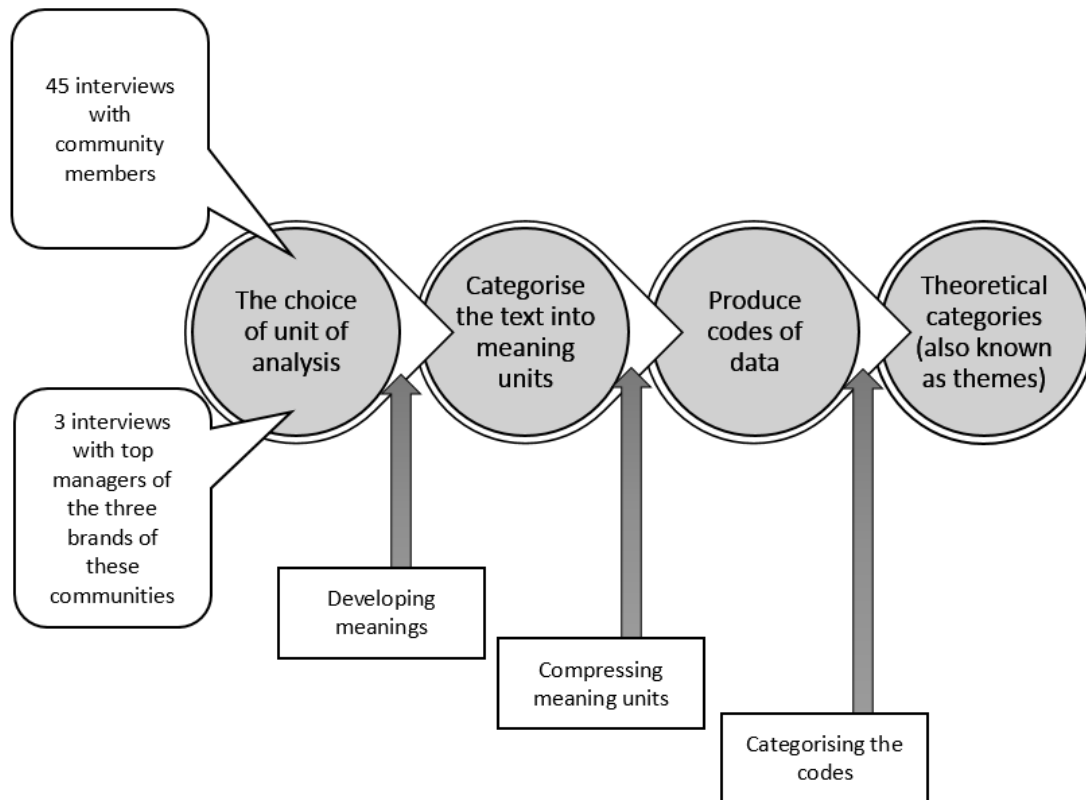 45 interviews
with
community
members
The choice
of unit of
analysis
Categorise
the text into
meaning
units
Produce
codes of
data
Theoretical
categories
(also known
as themes)
3 interviews
with top
managers of
the three
brands of
these
communities
Developing
meanings
Compressing
meaning units
Categorising the
codes